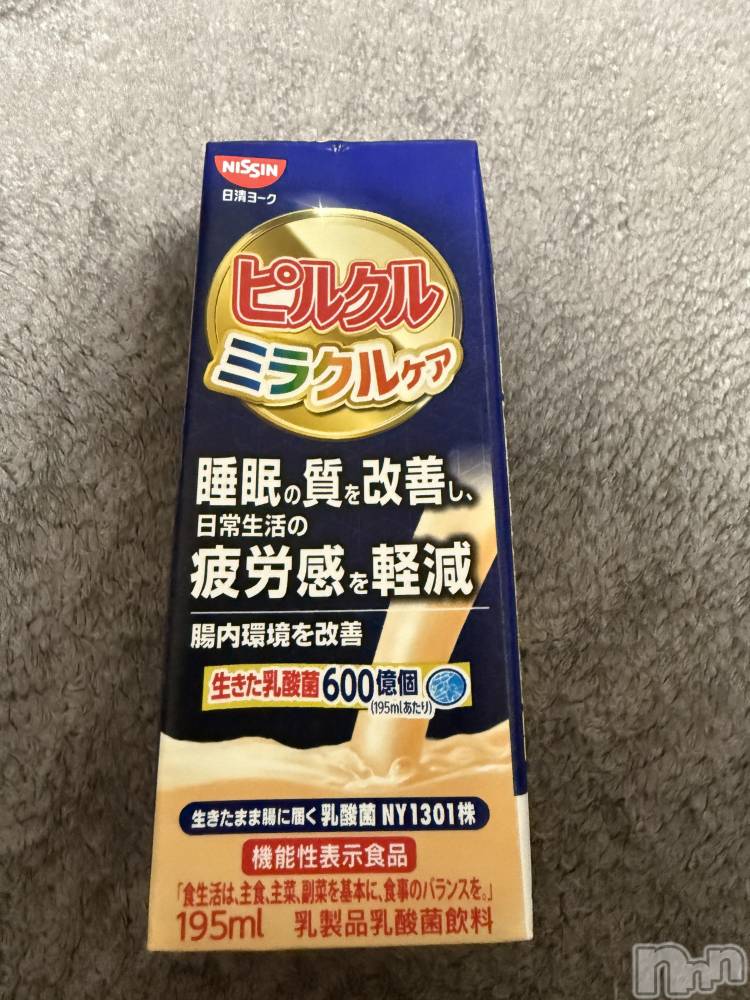 NISSIN
日清ヨーク
ピルクル
ミラクルケア
睡眠の質を改善し、
日常生活の
疲労感を軽減
腸内環境を改善
生きた乳酸菌600億個
(195mlあたり)
生きたまま腸に届く乳酸菌 NY1301株
機能性表示食品
「食生活は、主食、主菜、副菜を基本に、食事のバランスを。」
195ml 乳製品乳酸菌飲料
nnn